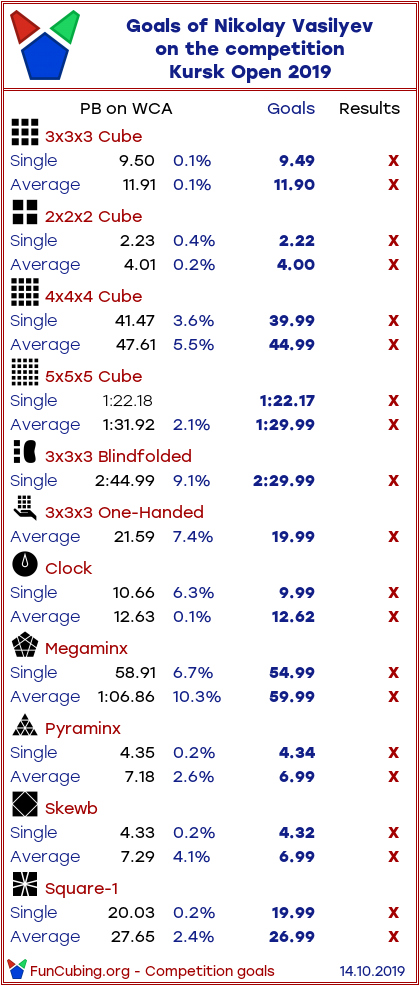 Goals of Nikolay Vasilyev
on the competition
Kursk Open 2019
PB on WCA Goals Results
3x3x3 Cube
Single 9.50 0.1% 9.49 X
Average 11.91 0.1% 11.90 X
2x2x2 Cube
Single 2.23 0.4% 2.22 X
Average 4.01 0.2% 4.00 X
4x4x4 Cube
Single 41.47 3.6% 39.99 X
Average 47.61 5.5% 44.99 X
5x5x5 Cube
Single 1:22.18 1:22.17 X
Average 1:31.92 2.1% 1:29.99 X
3x3x3 Blindfolded
Single 2:44.99 9.1% 2:29.99 X
3x3x3 One-Handed
Average 21.59 7.4% 19.99 X
Clock
Single 10.66 6.3% 9.99 X
Average 12.63 0.1% 12.62 X
Megaminx
Single 58.91 6.7% 54.99 X
Average 1:06.86 10.3% 59.99 X
Pyraminx
Single 4.35 0.2% 4.34 X
Average 7.18 2.6% 6.99 X
Skewb
Single 4.33 0.2% 4.32 X
Average 7.29 4.1% 6.99 X
Square-1
Single 20.03 0.2% 19.99 X
Average 27.65 2.4% 26.99 X
FunCubing.org - Competition goals 14.10.2019